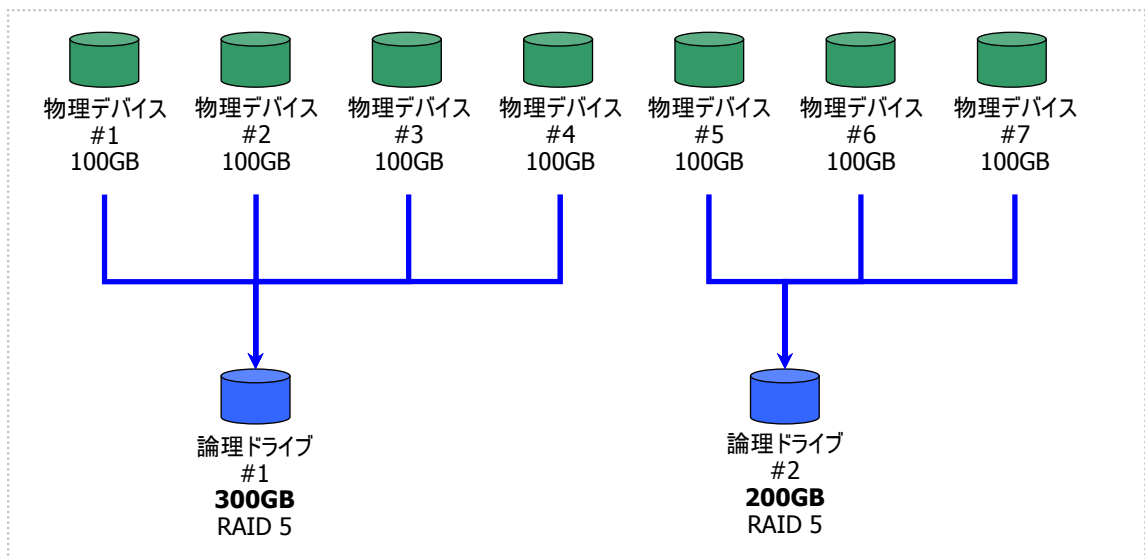 物理デバイス
#1
100GB
物理デバイス
#2
100GB
物理デバイス
#3
100GB
物理デバイス
#4
100GB
物理デバイス
#5
100GB
物理デバイス
#6
100GB
物理デバイス
#7
100GB
論理ドライブ
#1
300GB
RAID 5
論理ドライブ
#2
200GB
RAID 5